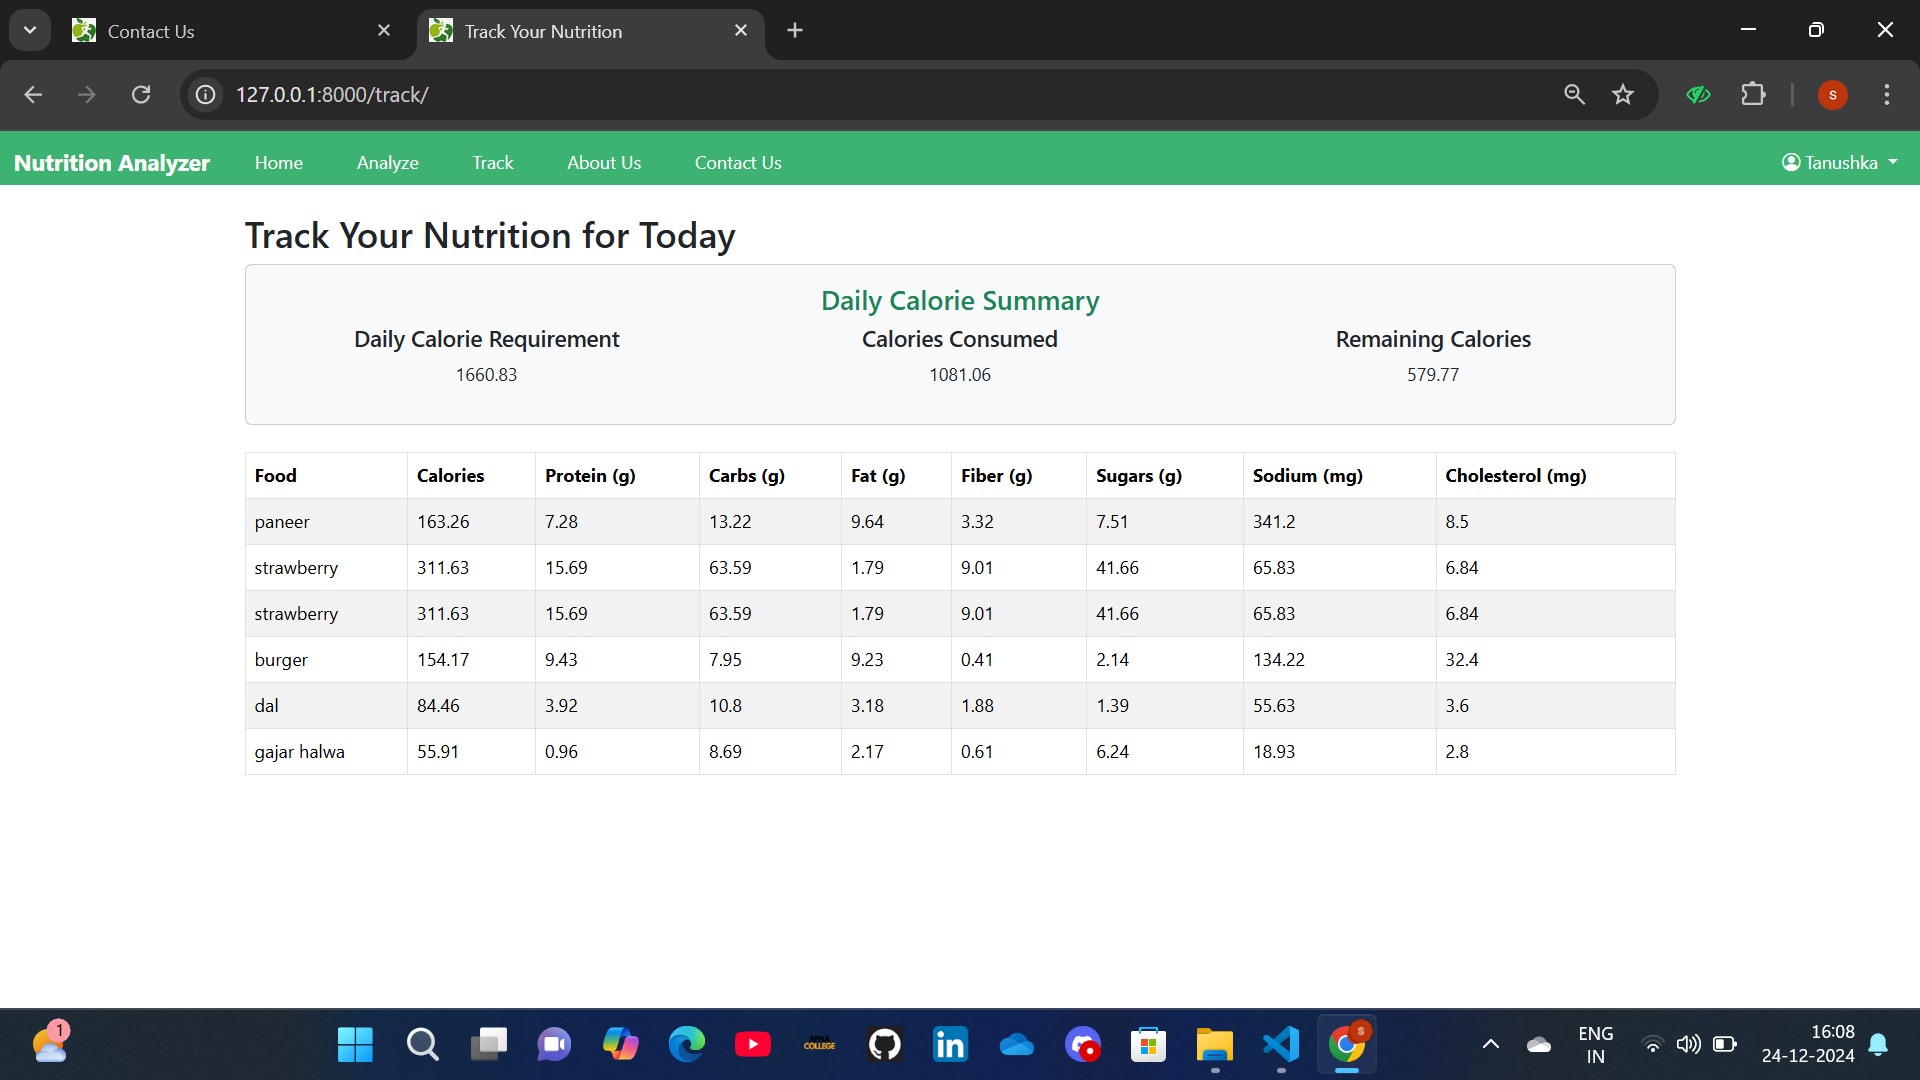 Contact Us
Track Your Nutrition
127.0.0.1:8000/track/
S
Nutrition Analyzer Home Analyze Track About Us Contact Us Tanushka
Track Your Nutrition for Today
Daily Calorie Summary
Daily Calorie Requirement Calories Consumed Remaining Calories
1660.83 1081.06 579.77
Food Calories Protein (g) Carbs (g) Fat (g) Fiber (g) Sugars (g) Sodium (mg) Cholesterol (mg)
paneer 163.26 7.28 13.22 9.64 3.32 7.51 341.2 8.5
strawberry 311.63 15.69 63.59 1.79 9.01 41.66 65.83 6.84
strawberry 311.63 15.69 63.59 1.79 9.01 41.66 65.83 6.84
burger 154.17 9.43 7.95 9.23 0.41 2.14 134.22 32.4
dal 84.46 3.92 10.8 3.18 1.88 1.39 55.63 3.6
gajar halwa 55.91 0.96 8.69 2.17 0.61 6.24 18.93 2.8
1
COLLEGE
in
S
ENG
IN
16:08
24-12-2024